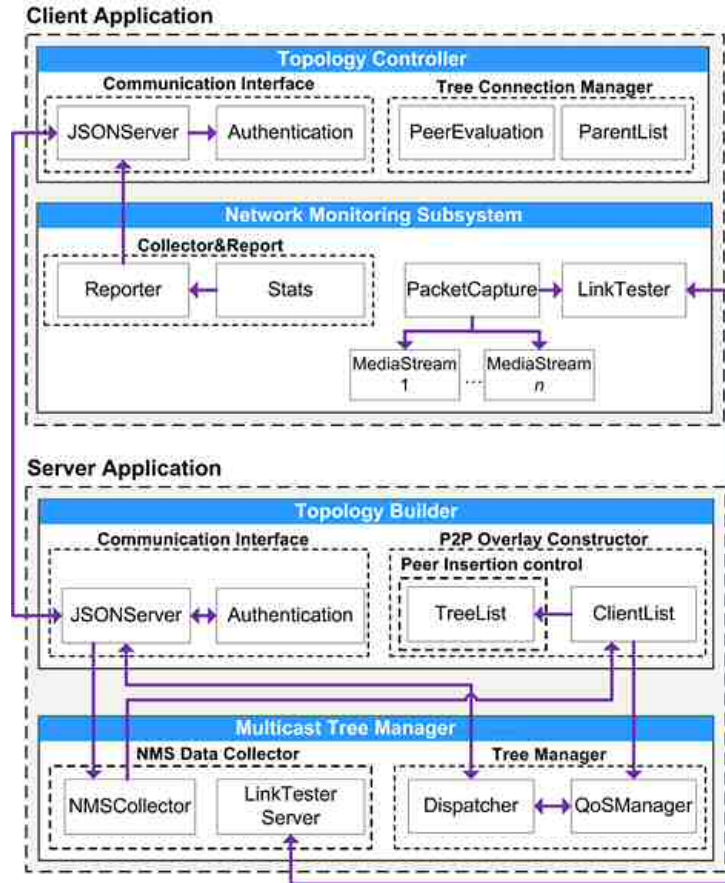 Client Application
Topology Controller
Communication Interface
Tree Connection Manager
JSONServer
Authentication
PeerEvaluation
ParentList
Network Monitoring Subsystem
Collector&Report
Reporter
Stats
PacketCapture
LinkTester
MediaStream
1
...
MediaStream
n
Server Application
Topology Builder
Communication Interface
P2P Overlay Constructor
Peer Insertion control
JSONServer
Authentication
TreeList
ClientList
Multicast Tree Manager
NMS Data Collector
Tree Manager
NMSCollector
LinkTester
Server
Dispatcher
QoSManager